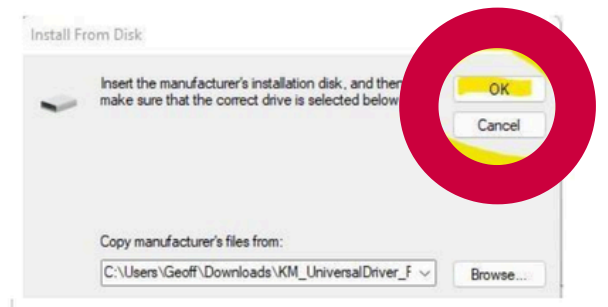 Install From Disk
Insert the manufacturer's installation disk, and then
make sure that the correct drive is selected below
OK
Cancel
Copy manufacturer's files from:
C:\Users\Geoff\Downloads\KM_UniversalDriver_F
Browse...